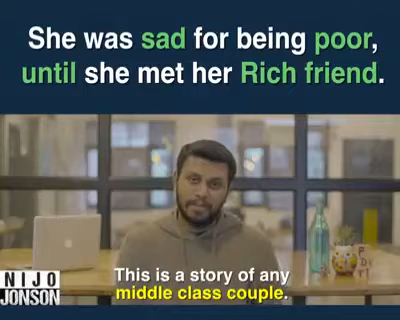 She was sad for being poor,
until she met her Rich friend.
This is a story of any
middle class couple.
NIJO
JONSON